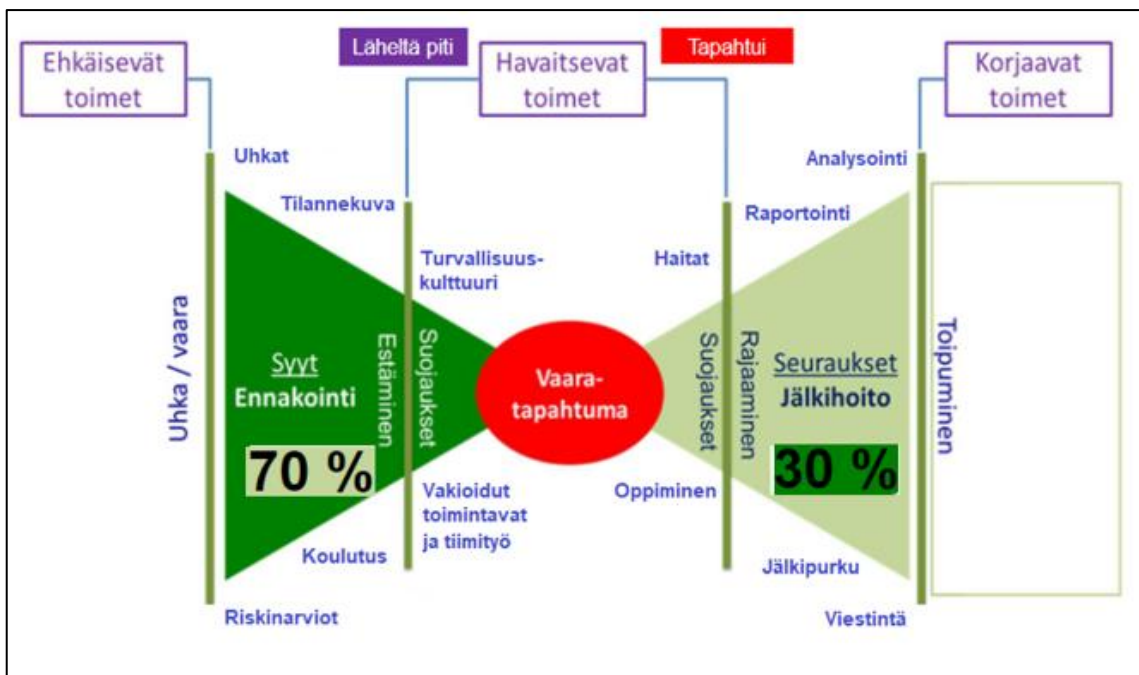 Ehkäisevät
toimet
Läheltä piti
Havaitsevat
toimet
Tapahtui
Korjaavat
toimet
Uhkat
Tilannekuva
Turvallisuus-
kulttuuri
Uhka / vaara
Syyt
Ennakointi
70 %
Estäminen
Suojaukset
Koulutus
Riskinarviot
Vakioidut
toimintavat
ja tiimityö
Vaara-
tapahtuma
Analysointi
Raportointi
Haitat
Suojaukset
Rajaaminen
Seuraukset
Jälkihoito
30 %
Oppiminen
Jälkipurku
Viestintä
Toipuminen